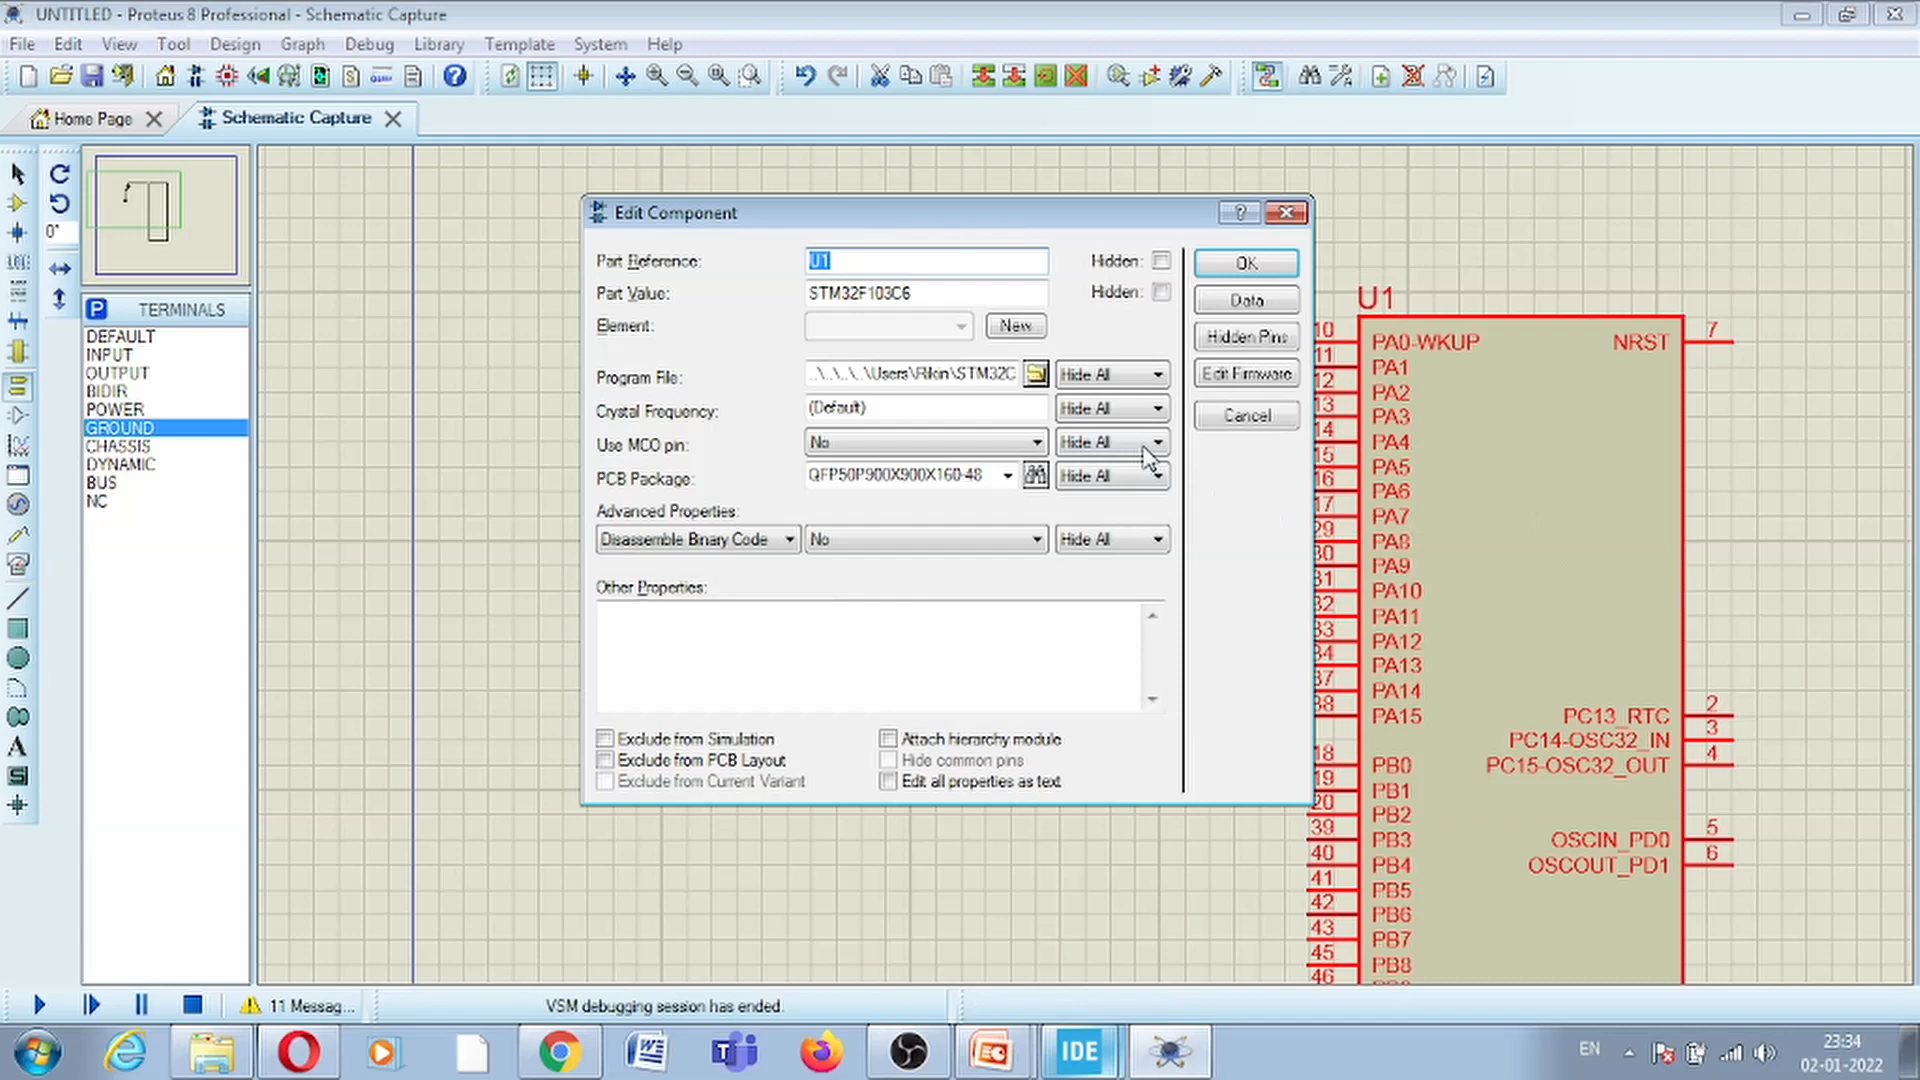 UNTITLED - Proteus 8 Professional - Schematic Capture
File Edit View Tool Design Graph Debug Library Template System Help
Home Page Schematic Capture
0°
P TERMINALS
DEFAULT
INPUT
OUTPUT
BIDIR
POWER
GROUND
CHASSIS
DYNAMIC
BUS
NC
Edit Component
Part Reference: U1 Hidden:
Part Value: STM32F103C6 Hidden:
Element: New
Program File: ..\..\..\..\Users\Rikin\STM32C Hide All
Crystal Frequency: (Default) Hide All
Use MCO pin: No Hide All
PCB Package: QFP50P900X900X160-48 Hide All
Advanced Properties:
Disassemble Binary Code No Hide All
Other Properties:
Exclude from Simulation Attach hierarchy module
Exclude from PCB Layout Hide common pins
Exclude from Current Variant Edit all properties as text
OK
Data
Hidden Pins
Edit Firmware
Cancel
U1
10 PA0-WKUP NRST 7
11 PA1
12 PA2
13 PA3
14 PA4
15 PA5
16 PA6
17 PA7
29 PA8
30 PA9
31 PA10
32 PA11
33 PA12
34 PA13
37 PA14
38 PA15 PC13_RTC 2
PC14-OSC32_IN 3
18 PB0 PC15-OSC32_OUT 4
19 PB1
20 PB2
39 PB3 OSCIN_PD0 5
40 PB4 OSCOUT_PD1 6
41 PB5
42 PB6
43 PB7
45 PB8
46
11 Messag... VSM debugging session has ended.
IDE
EN
23:34
02-01-2022